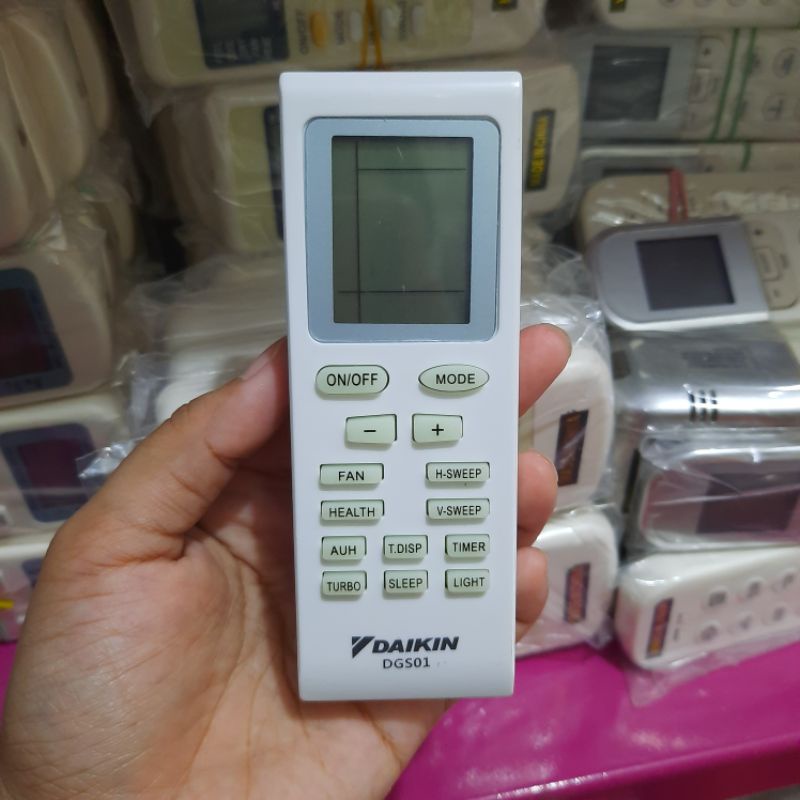 ON/OFF
MODE
− +
FAN
H-SWEEP
HEALTH
V-SWEEP
AUH
T.DISP
TIMER
TURBO
SLEEP
LIGHT
DAIKIN
DGS01